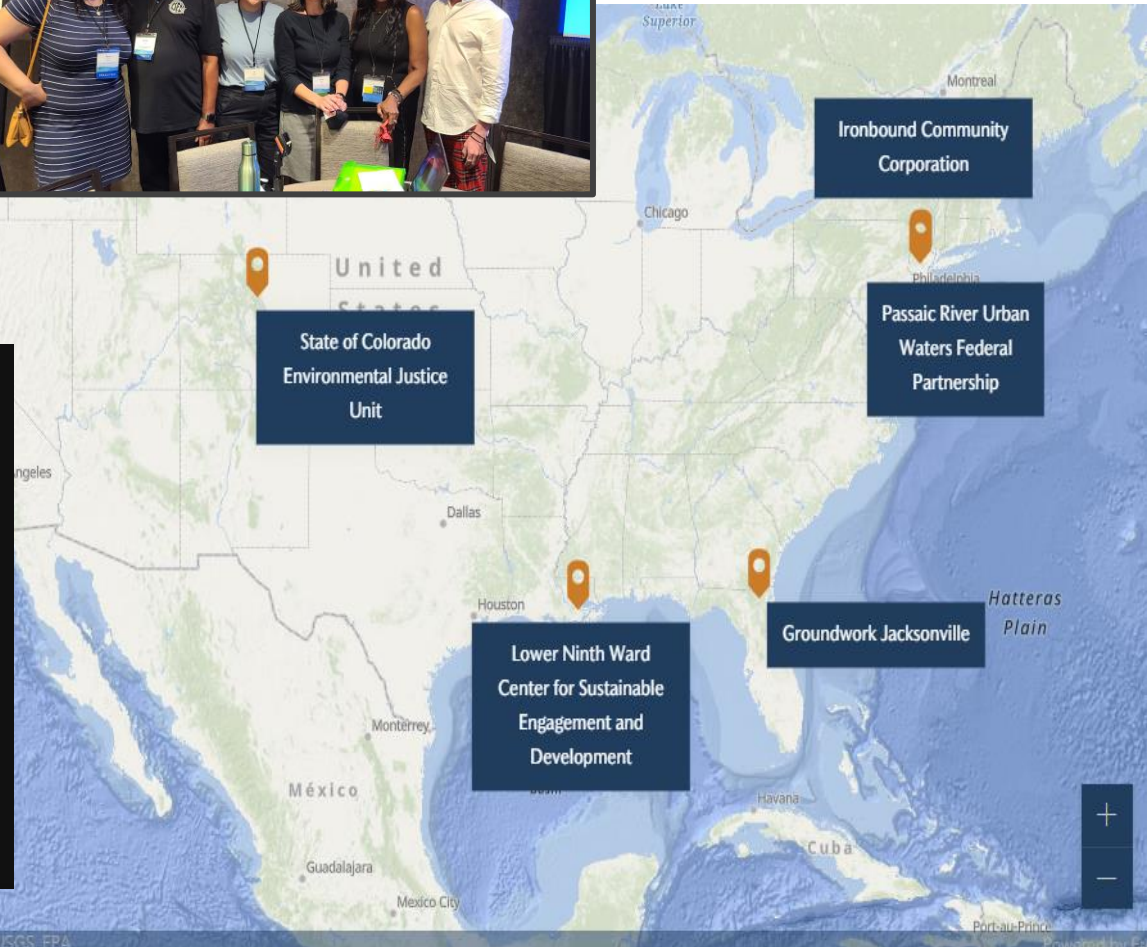 Lake
Superior
Montreal
Ironbound Community
Corporation
Chicago
United
States
Philadelphia
State of Colorado
Environmental Justice
Unit
Passaic River Urban
Waters Federal
Partnership
ngeles
Dallas
Houston
Hatteras
Plain
Groundwork Jacksonville
Lower Ninth Ward
Center for Sustainable
Engagement and
Development
Monterrey
México
Havana
Cuba
Guadalajara
Mexico City
Port-au-Prince
USGS, EPA
+
−